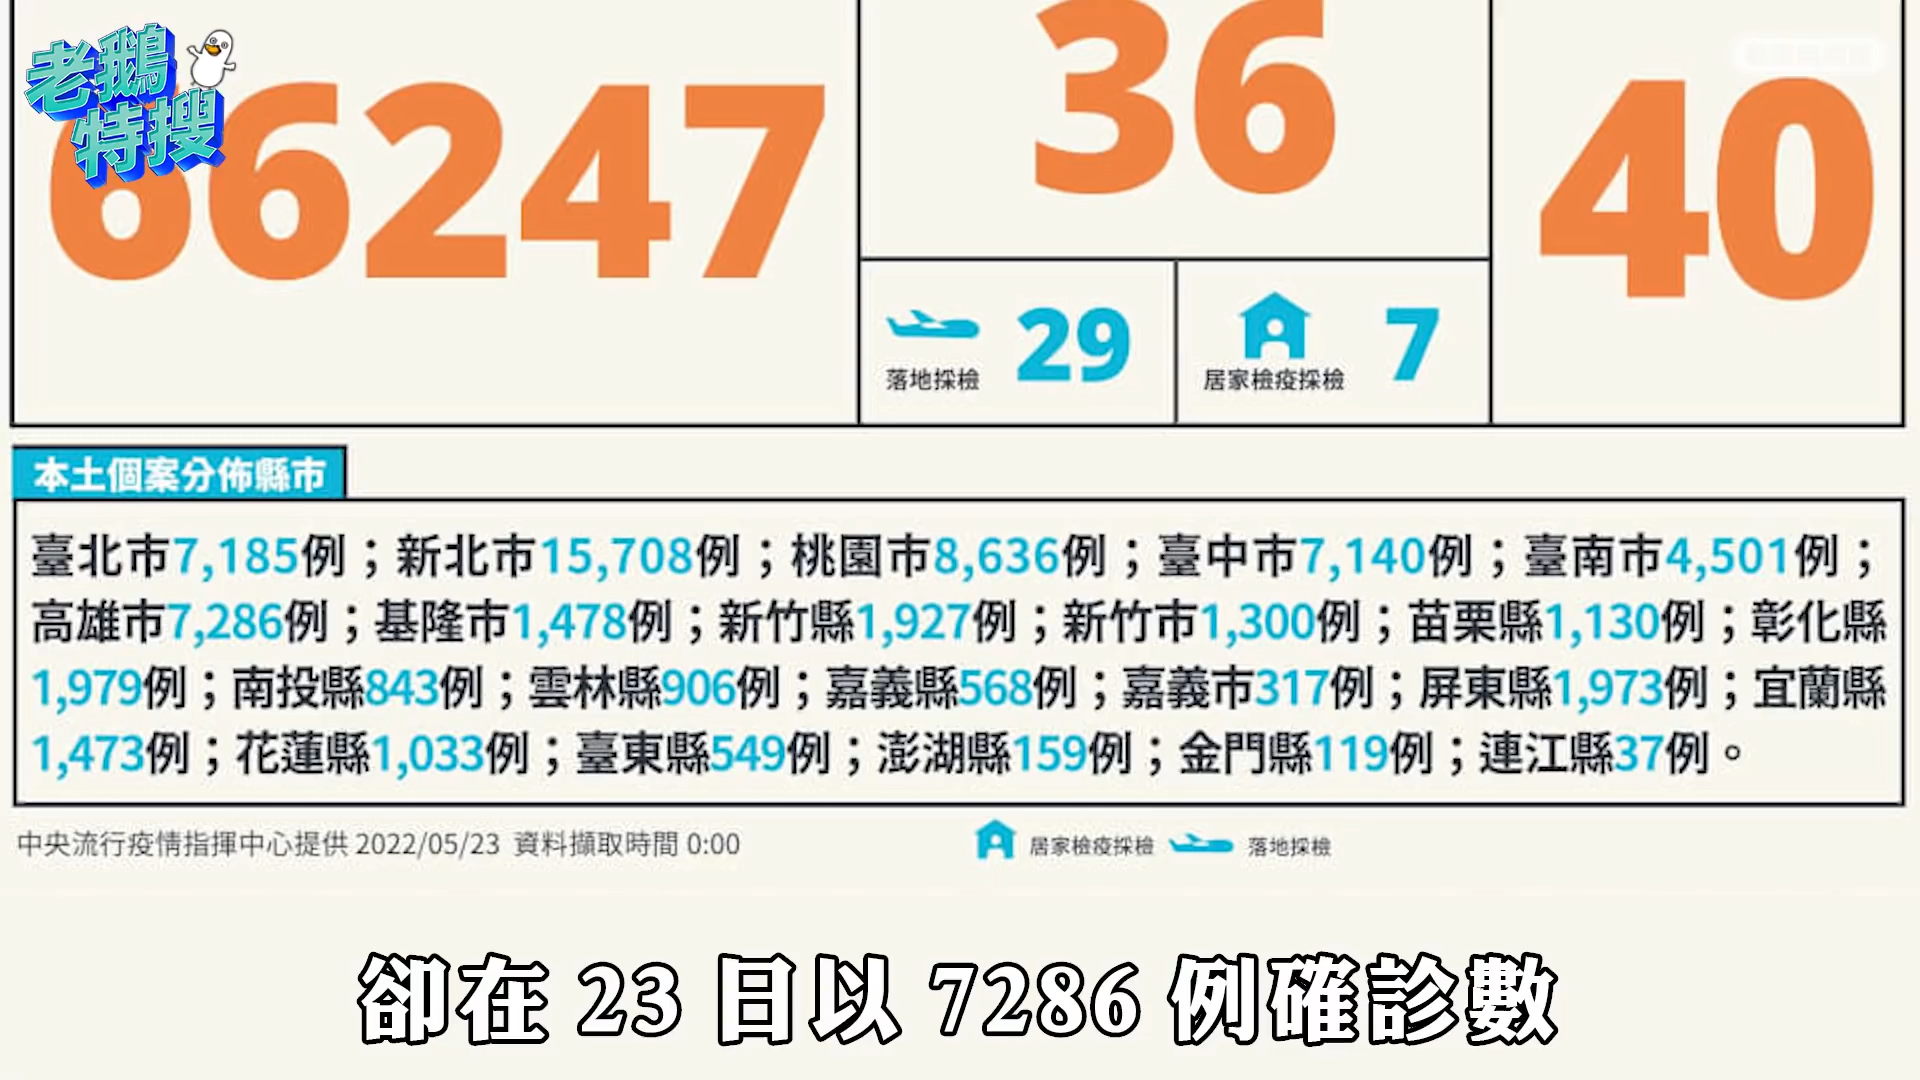 老鵝
特搜
66247
36
40
落地採檢 29
居家檢疫採檢 7
本土個案分佈縣市
臺北市7,185例；新北市15,708例；桃園市8,636例；臺中市7,140例；臺南市4,501例；
高雄市7,286例；基隆市1,478例；新竹縣1,927例；新竹市1,300例；苗栗縣1,130例；彰化縣
1,979例；南投縣843例；雲林縣906例；嘉義縣568例；嘉義市317例；屏東縣1,973例；宜蘭縣
1,473例；花蓮縣1,033例；臺東縣549例；澎湖縣159例；金門縣119例；連江縣37例。
中央流行疫情指揮中心提供 2022/05/23 資料擷取時間 0:00
居家檢疫採檢 落地採檢
卻在 23 日以 7286 例確診數